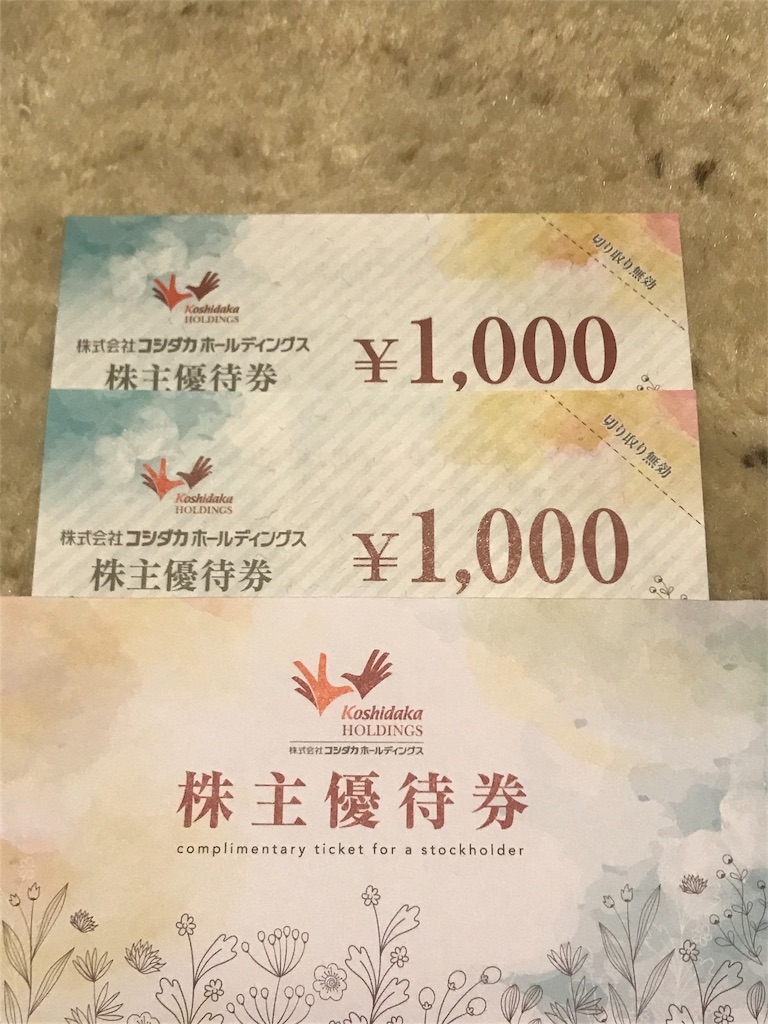 切り取り無効
Koshidaka
HOLDINGS
株式会社コシダカホールディングス
株主優待券
¥1,000
切り取り無効
Koshidaka
HOLDINGS
株式会社コシダカホールディングス
株主優待券
¥1,000
Koshidaka
HOLDINGS
株式会社コシダカホールディングス
株主優待券
complimentary ticket for a stockholder